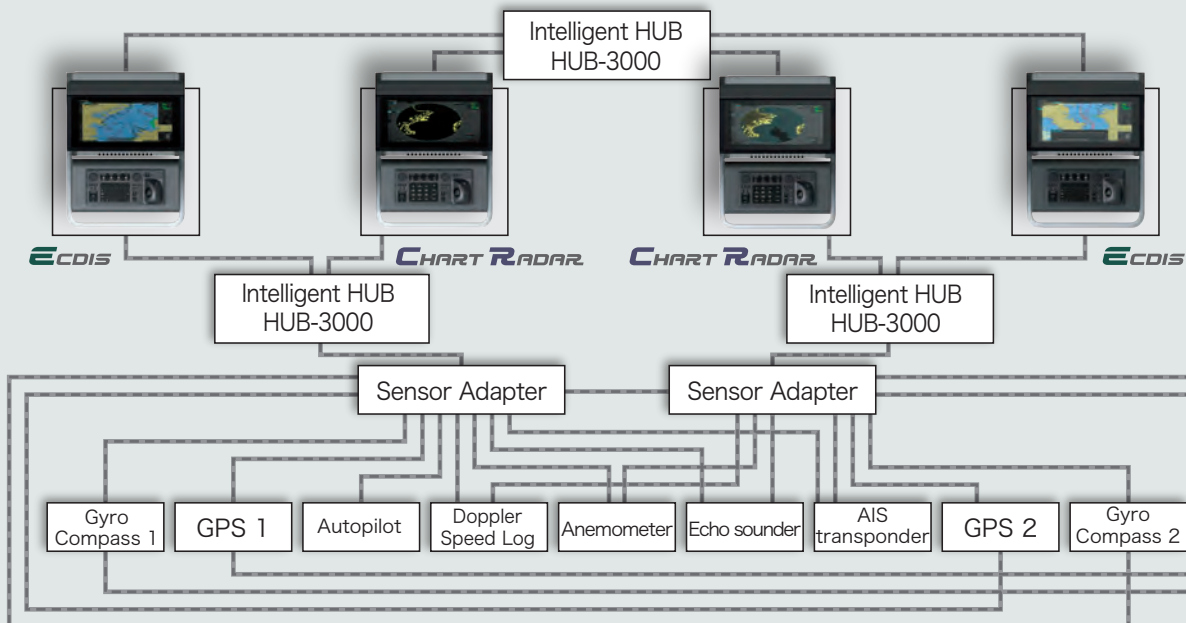 Intelligent HUB
HUB-3000
ECDIS
CHART RADAR
CHART RADAR
ECDIS
Intelligent HUB
HUB-3000
Intelligent HUB
HUB-3000
Sensor Adapter
Sensor Adapter
Gyro
Compass 1
GPS 1
Autopilot
Doppler
Speed Log
Anemometer
Echo sounder
AIS
transponder
GPS 2
Gyro
Compass 2